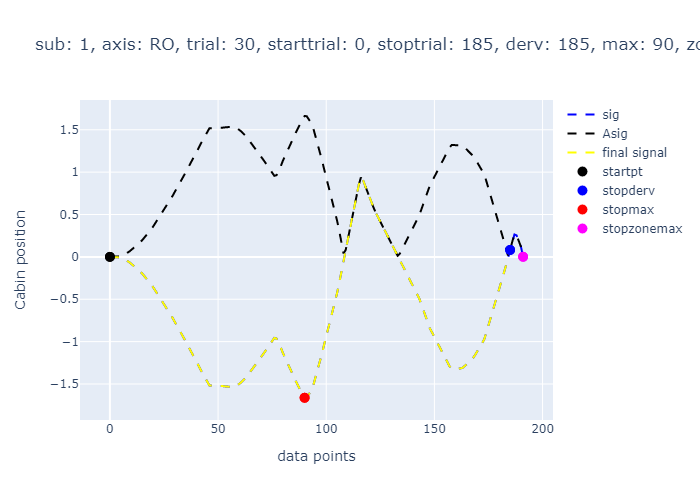 sub: 1, axis: RO, trial: 30, starttrial: 0, stoptrial: 185, derv: 185, max: 90,
sig
Asig
final signal
startpt
stopderv
stopmax
stopzonemax
Cabin position
1.5
1
0.5
0
−0.5
−1
−1.5
0
50
100
150
200
data points